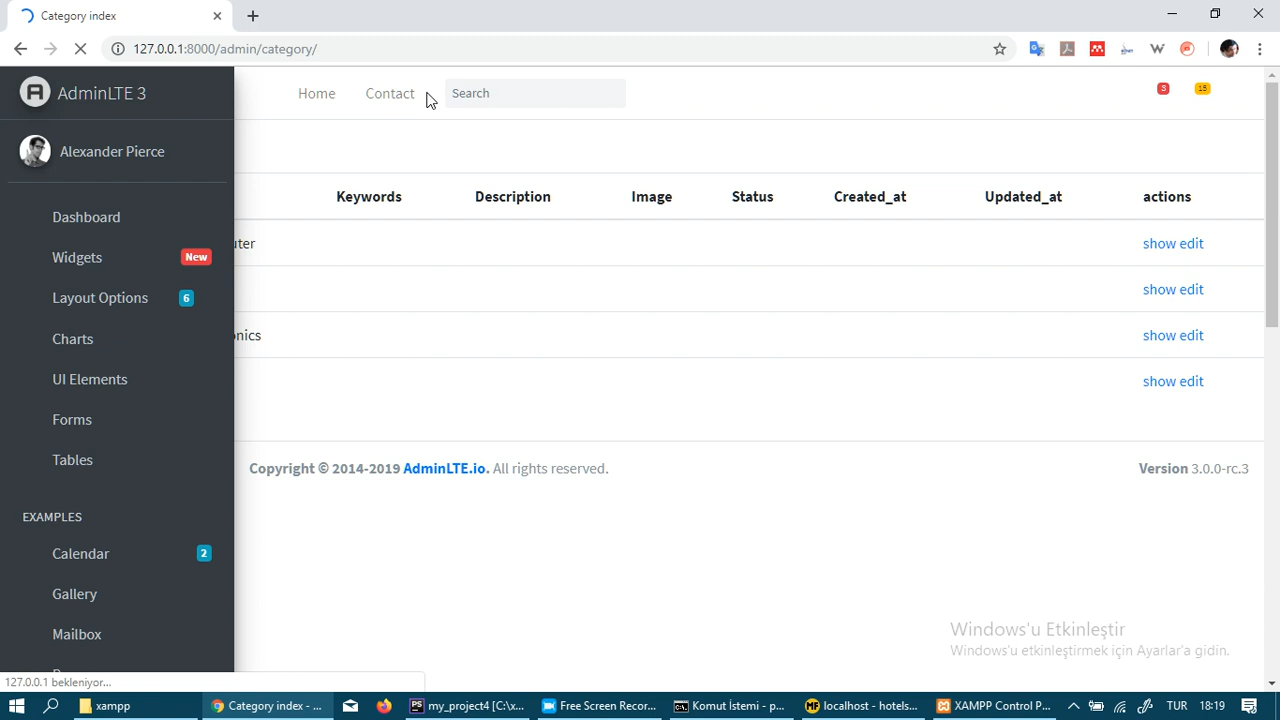 Category index
127.0.0.1:8000/admin/category/
AdminLTE 3
Home Contact Search 3 15
Alexander Pierce
Keywords Description Image Status Created_at Updated_at actions
Dashboard
uter show edit
Widgets New
show edit
Layout Options 6
onics show edit
Charts
show edit
UI Elements
Forms
Tables
Copyright © 2014-2019 AdminLTE.io. All rights reserved. Version 3.0.0-rc.3
EXAMPLES
Calendar 2
Gallery
Mailbox
Windows'u Etkinleştir
Windows'u etkinleştirmek için Ayarlar'a gidin.
127.0.0.1 bekleniyor...
xampp Category index - ... my_project4 [C:\x... Free Screen Recor... Komut İstemi - p... localhost - hotels... XAMPP Control P... TUR 18:19